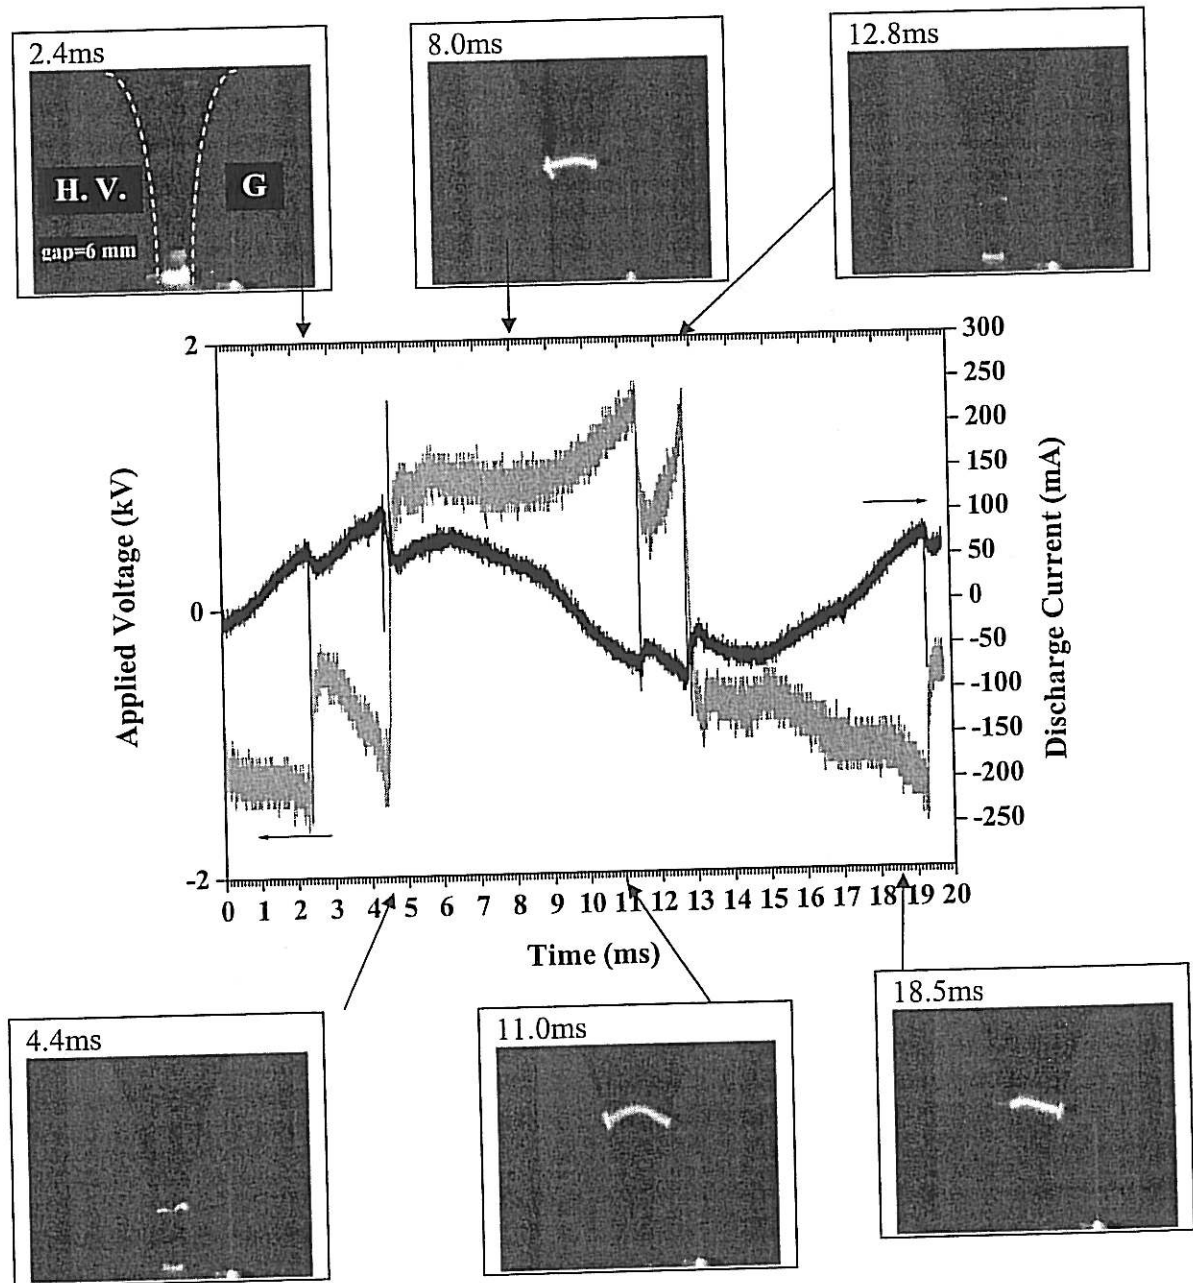 2.4ms
H. V.
G
gap=6 mm
8.0ms
12.8ms
2
0
-2
Applied Voltage (kV)
300
250
200
150
100
50
0
-50
-100
-150
-200
-250
Discharge Current (mA)
0 1 2 3 4 5 6 7 8 9 10 11 12 13 14 15 16 17 18 19 20
Time (ms)
4.4ms
11.0ms
18.5ms